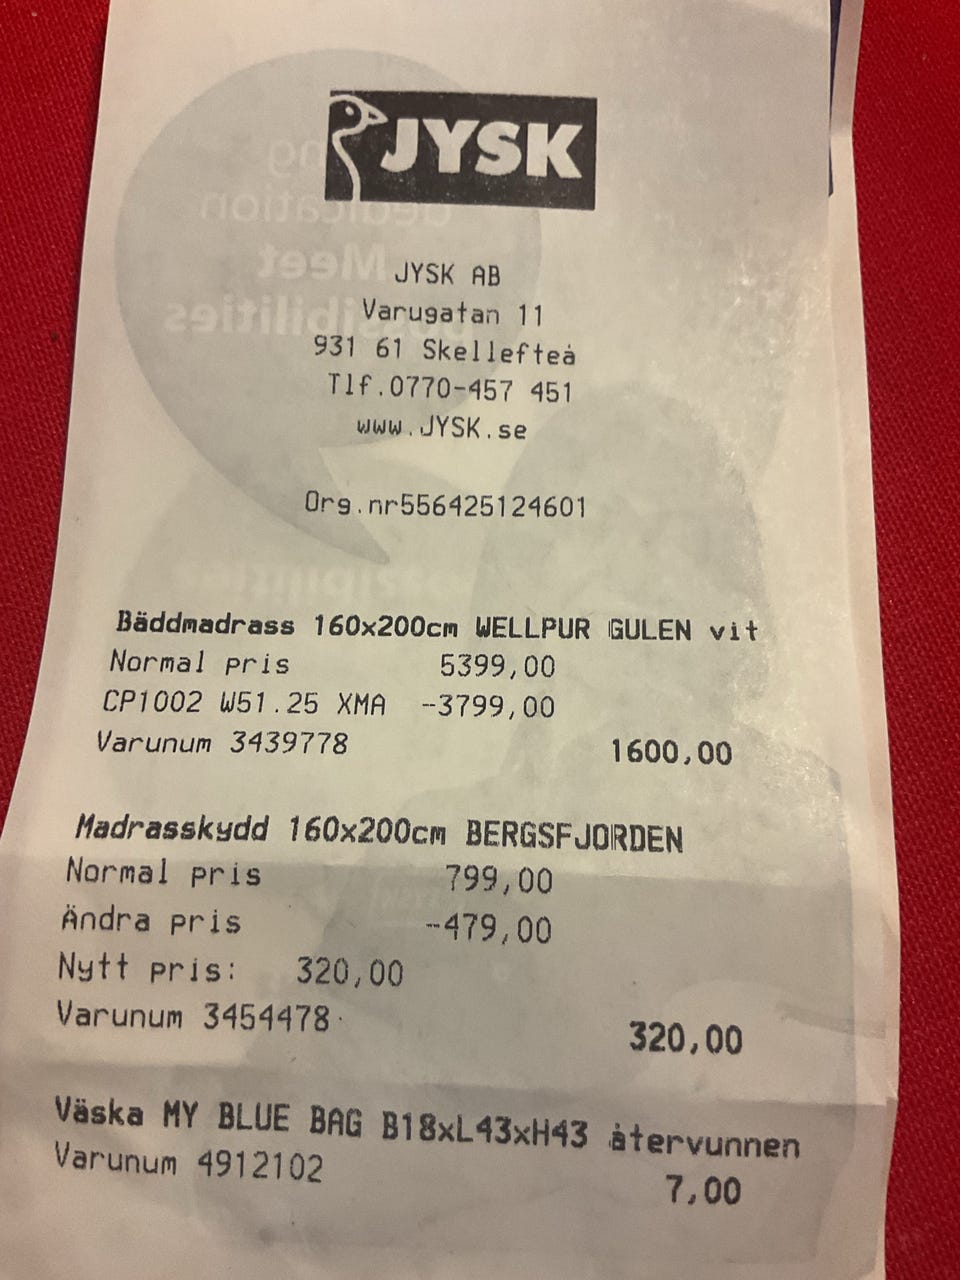 JYSK
JYSK AB
Varugatan 11
931 61 Skellefteå
Tlf.0770-457 451
www.JYSK.se
Org.nr556425124601
Bäddmadrass 160x200cm WELLPUR GULEN vit
Normal pris 5399,00
CP1002 W51.25 XMA -3799,00
Varunum 3439778 1600,00
Madrasskydd 160x200cm BERGSFJORDEN
Normal pris 799,00
Ändra pris -479,00
Nytt pris: 320,00
Varunum 3454478 320,00
Väska MY BLUE BAG B18xL43xH43 återvunnen
Varunum 4912102 7,00